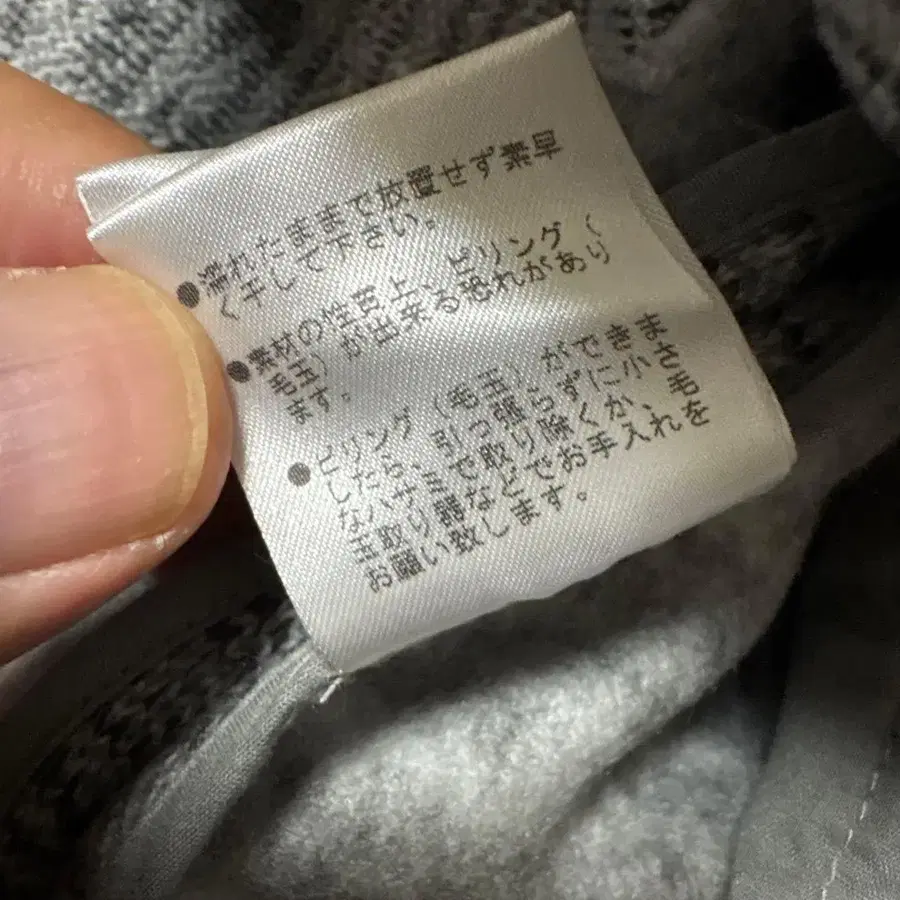 ●濡れたままで放置せず素早
く干して下さい。
●素材の性質上、ピリング（
毛玉）が出来る恐れがあり
ます。
●ピリング（毛玉）ができま
したら、引っ張らずに小さ
なハサミで取り除くか、毛
玉取り器などでお手入れを
お願い致します。